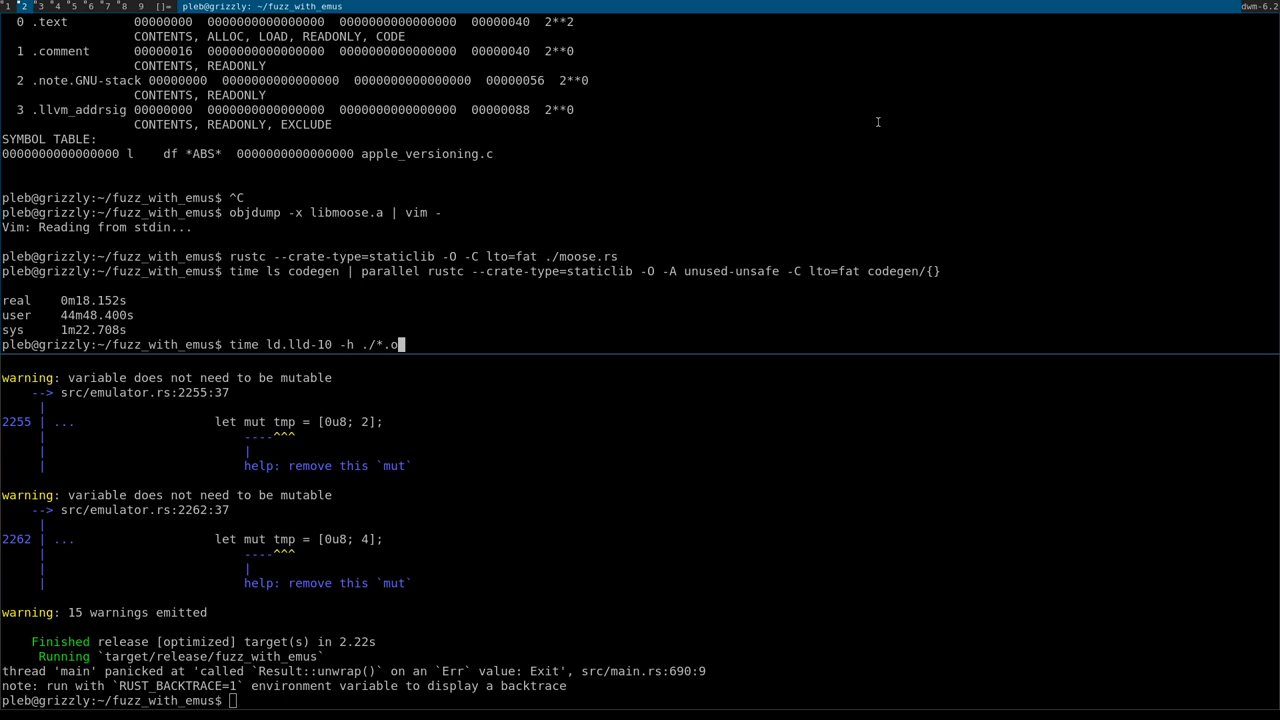 1 2 3 4 5 6 7 8 9 []= pleb@grizzly: ~/fuzz_with_emus dwm-6.2
0 .text 00000000 0000000000000000 0000000000000000 00000040 2**2
CONTENTS, ALLOC, LOAD, READONLY, CODE
1 .comment 00000016 0000000000000000 0000000000000000 00000040 2**0
CONTENTS, READONLY
2 .note.GNU-stack 00000000 0000000000000000 0000000000000000 00000056 2**0
CONTENTS, READONLY
3 .llvm_addrsig 00000000 0000000000000000 0000000000000000 00000088 2**0
CONTENTS, READONLY, EXCLUDE
SYMBOL TABLE:
0000000000000000 l df *ABS* 0000000000000000 apple_versioning.c
pleb@grizzly:~/fuzz_with_emus$ ^C
pleb@grizzly:~/fuzz_with_emus$ objdump -x libmoose.a | vim -
Vim: Reading from stdin...
pleb@grizzly:~/fuzz_with_emus$ rustc --crate-type=staticlib -O -C lto=fat ./moose.rs
pleb@grizzly:~/fuzz_with_emus$ time ls codegen | parallel rustc --crate-type=staticlib -O -A unused-unsafe -C lto=fat codegen/{}
real 0m18.152s
user 44m48.400s
sys 1m22.708s
pleb@grizzly:~/fuzz_with_emus$ time ld.lld-10 -h ./*.o
warning: variable does not need to be mutable
--> src/emulator.rs:2255:37
|
2255 | ... let mut tmp = [0u8; 2];
| ----^^^
| |
| help: remove this `mut`
warning: variable does not need to be mutable
--> src/emulator.rs:2262:37
|
2262 | ... let mut tmp = [0u8; 4];
| ----^^^
| |
| help: remove this `mut`
warning: 15 warnings emitted
Finished release [optimized] target(s) in 2.22s
Running `target/release/fuzz_with_emus`
thread 'main' panicked at 'called `Result::unwrap()` on an `Err` value: Exit', src/main.rs:690:9
note: run with `RUST_BACKTRACE=1` environment variable to display a backtrace
pleb@grizzly:~/fuzz_with_emus$